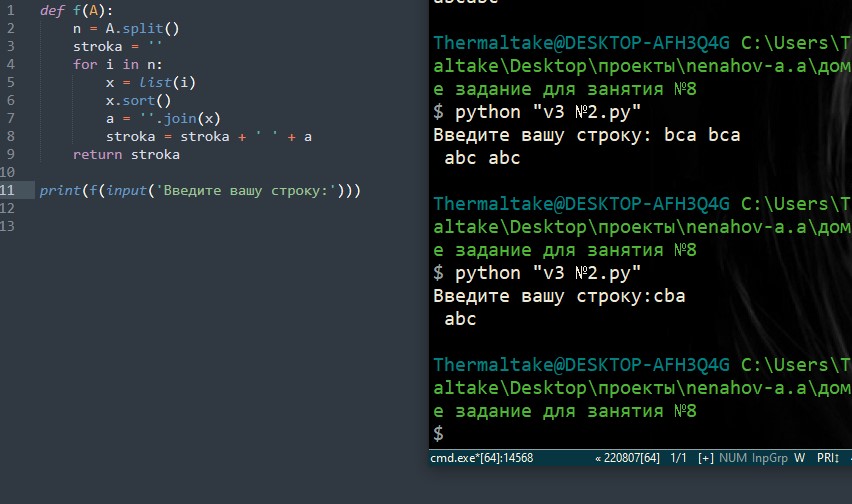 1 def f(A):
2 n = A.split()
3 stroka = ''
4 for i in n:
5 x = list(i)
6 x.sort()
7 a = ''.join(x)
8 stroka = stroka + ' ' + a
9 return stroka
10
11 print(f(input('Введите вашу строку:')))
12
13
Thermaltake@DESKTOP-AFH3Q4G C:\Users\T
altake\Desktop\проекты\nenahov-a.a\дом
е задание для занятия №8
$ python "v3 №2.py"
Введите вашу строку: bca bca
abc abc
Thermaltake@DESKTOP-AFH3Q4G C:\Users\T
altake\Desktop\проекты\nenahov-a.a\дом
е задание для занятия №8
$ python "v3 №2.py"
Введите вашу строку:cba
abc
Thermaltake@DESKTOP-AFH3Q4G C:\Users\T
altake\Desktop\проекты\nenahov-a.a\дом
е задание для занятия №8
$
cmd.exe*[64]:14568 « 220807[64] 1/1 [+] NUM InpGrp W PRI↕